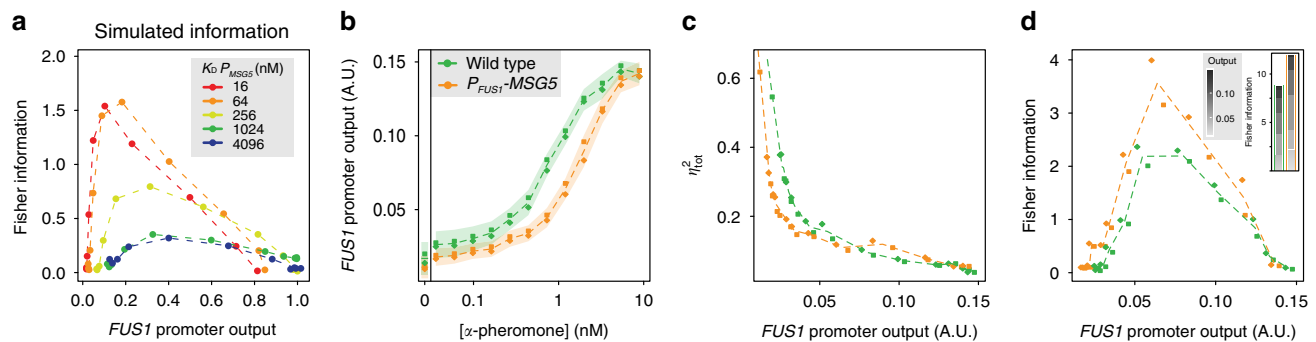 a
Simulated information
Fisher information
2.0
1.5
1.0
0.5
0.0
K_D P_MSG5 (nM)
16
64
256
1024
4096
0.0 0.2 0.4 0.6 0.8 1.0
FUS1 promoter output
b
FUS1 promoter output (A.U.)
0.15
0.10
0.05
Wild type
P_FUS1-MSG5
0 0.1 1 10
[α-pheromone] (nM)
c
η²tot
0.6
0.4
0.2
0.05 0.10 0.15
FUS1 promoter output (A.U.)
d
Fisher information
4
3
2
1
0
Output
0.10
0.05
Fisher information
10
5
0.05 0.10 0.15
FUS1 promoter output (A.U.)